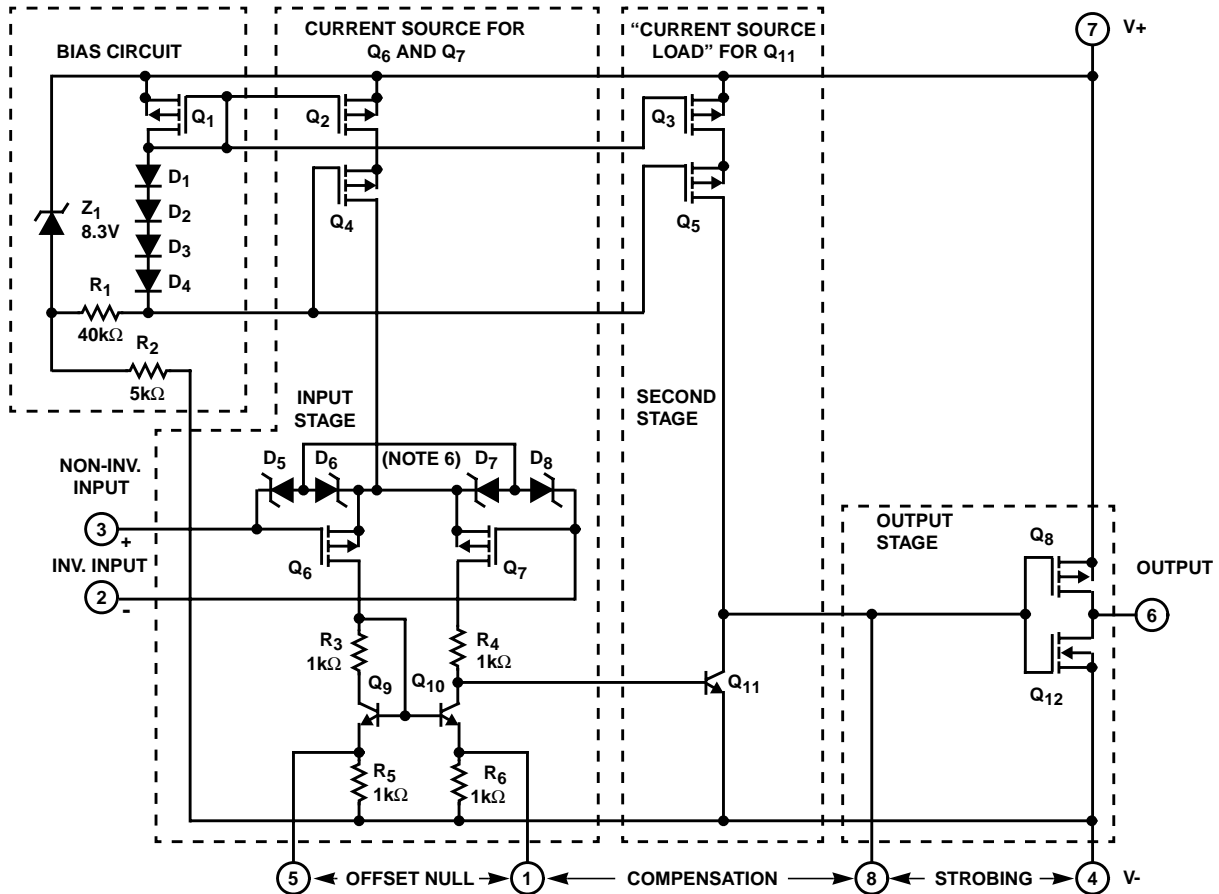 BIAS CIRCUIT
CURRENT SOURCE FOR
Q6 AND Q7
“CURRENT SOURCE
LOAD” FOR Q11
7
V+
Q1
Q2
Q3
D1
D2
D3
D4
Z1
8.3V
Q4
Q5
R1
40kΩ
R2
5kΩ
INPUT
STAGE
SECOND
STAGE
D5
D6
(NOTE 6)
D7
D8
NON-INV.
INPUT
3
+
INV. INPUT
2
-
Q6
Q7
OUTPUT
STAGE
Q8
OUTPUT
6
R3
1kΩ
R4
1kΩ
Q9
Q10
Q11
Q12
R5
1kΩ
R6
1kΩ
5
OFFSET NULL
1
COMPENSATION
8
STROBING
4
V-